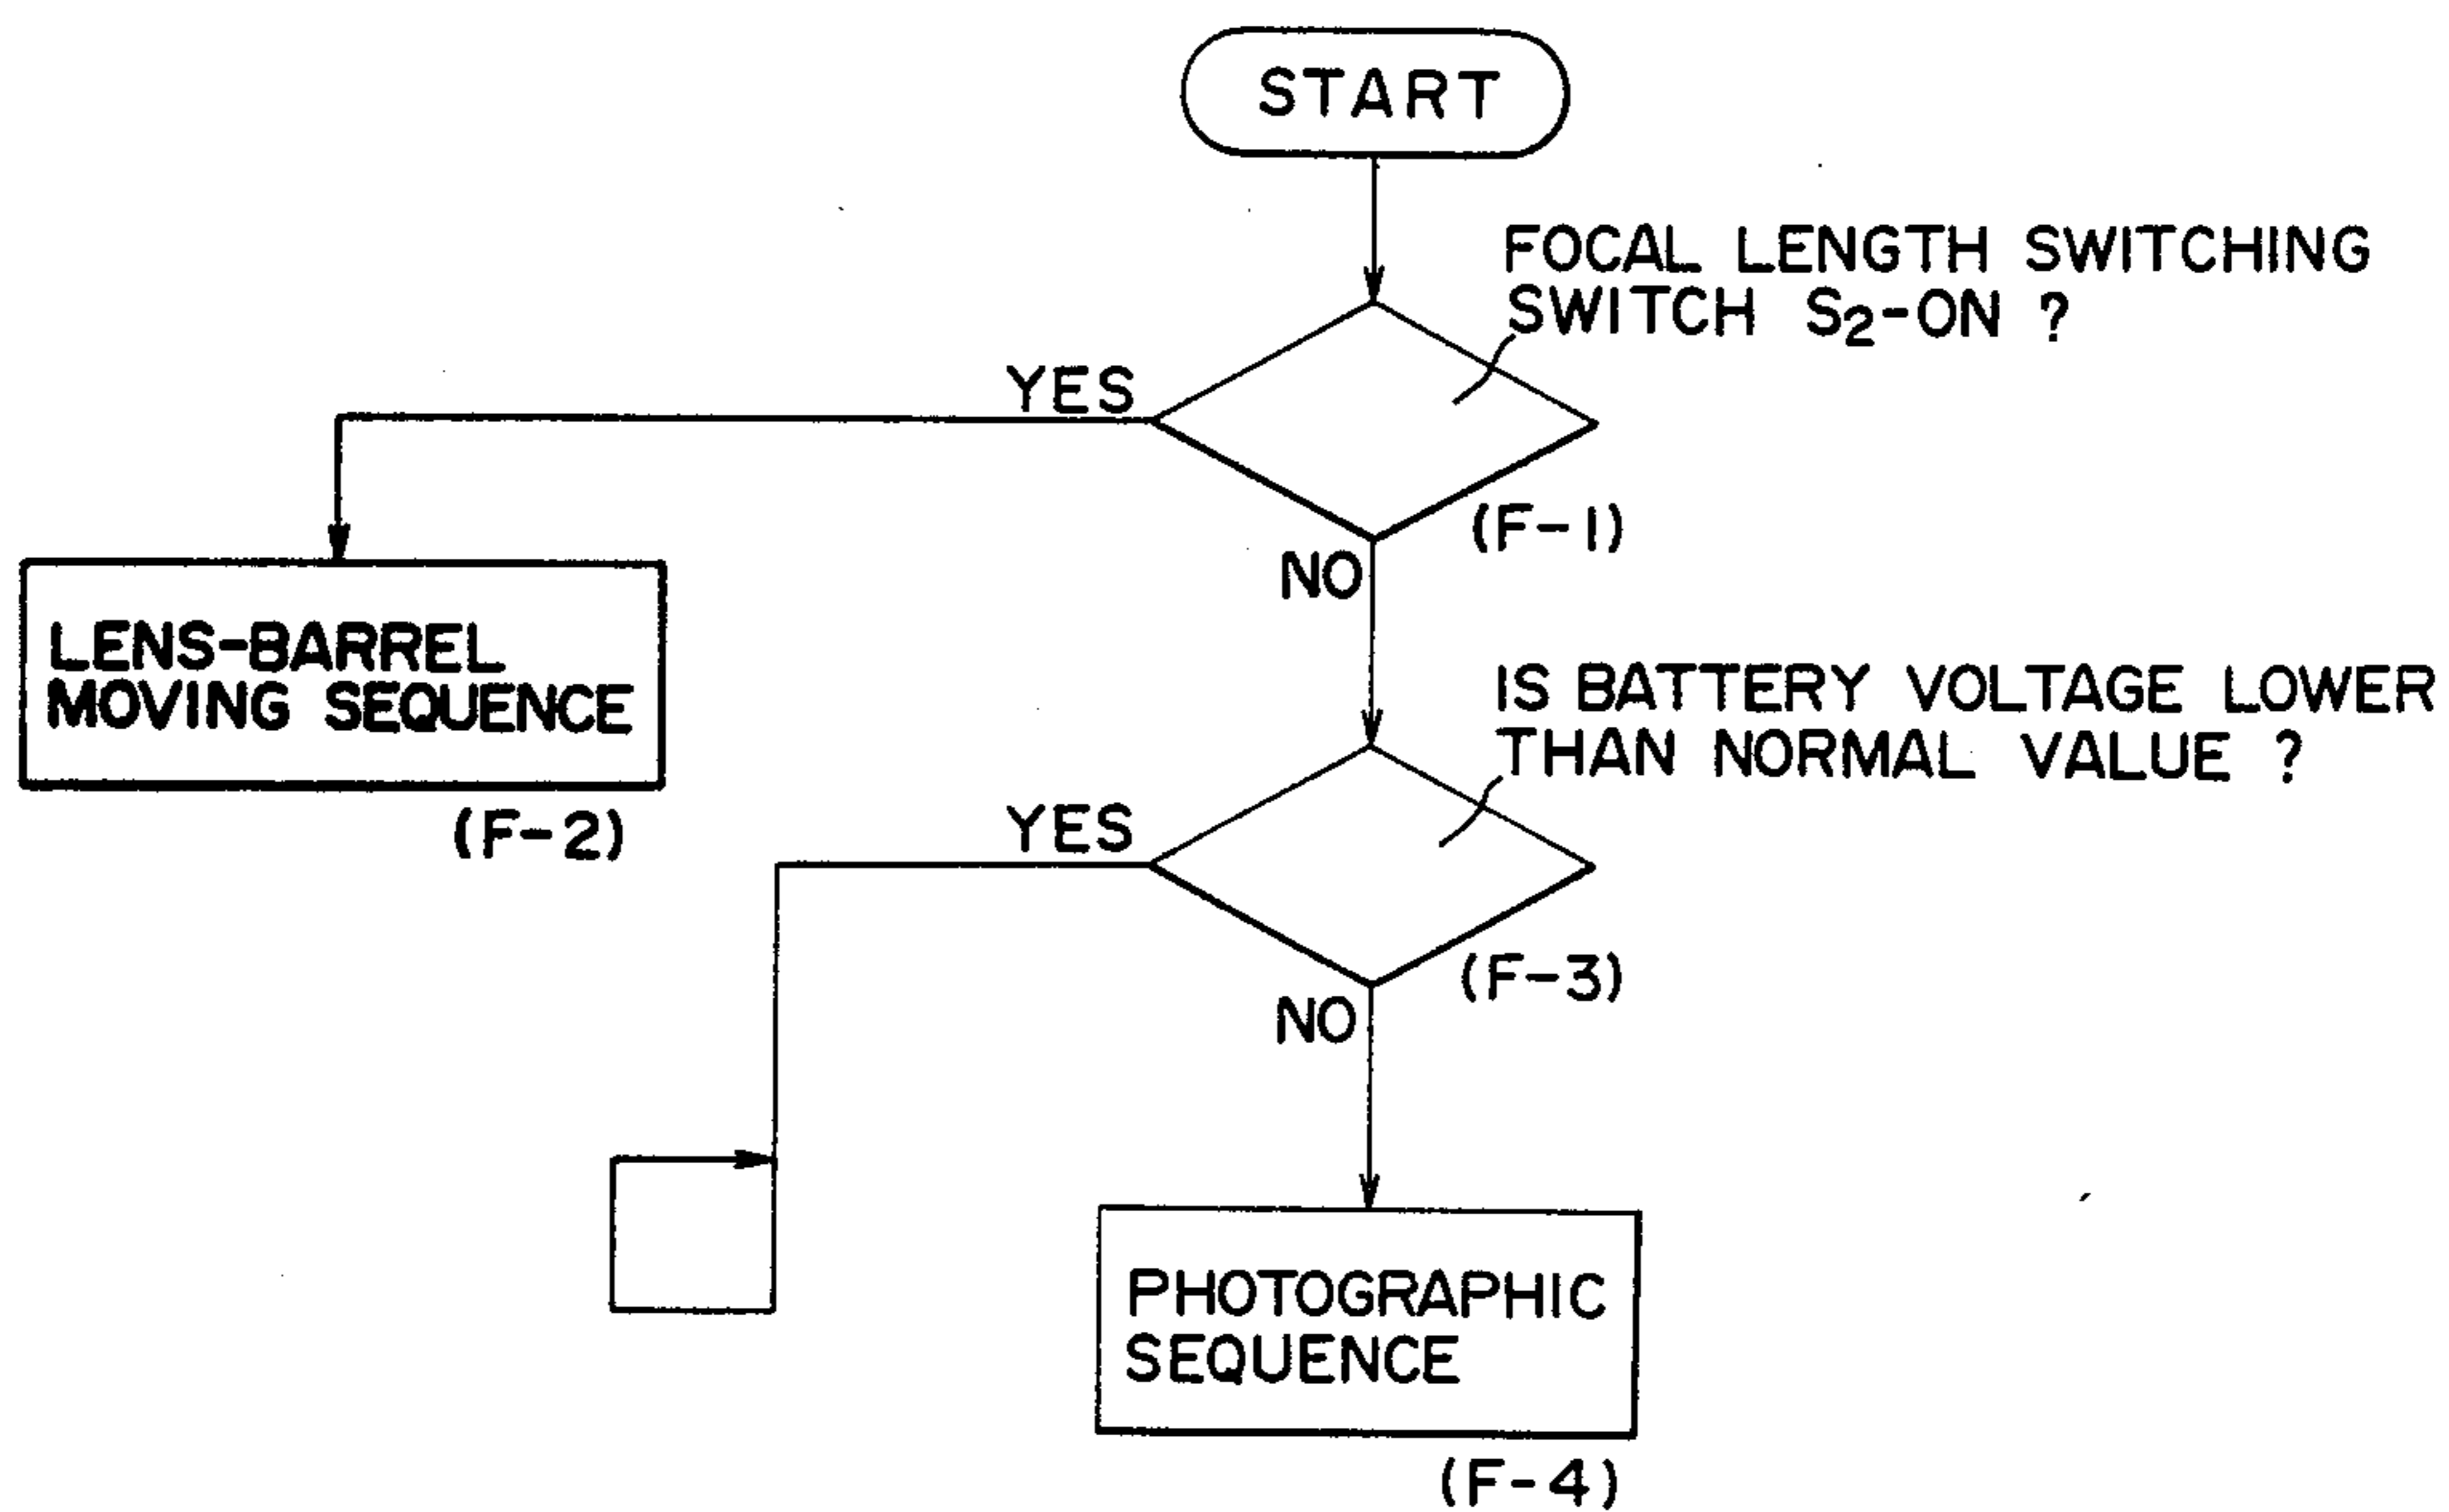 START
FOCAL LENGTH SWITCHING
SWITCH S2-ON ?
YES
(F-1)
NO
LENS-BARREL
MOVING SEQUENCE
(F-2)
IS BATTERY VOLTAGE LOWER
THAN NORMAL VALUE ?
YES
(F-3)
NO
PHOTOGRAPHIC
SEQUENCE
(F-4)